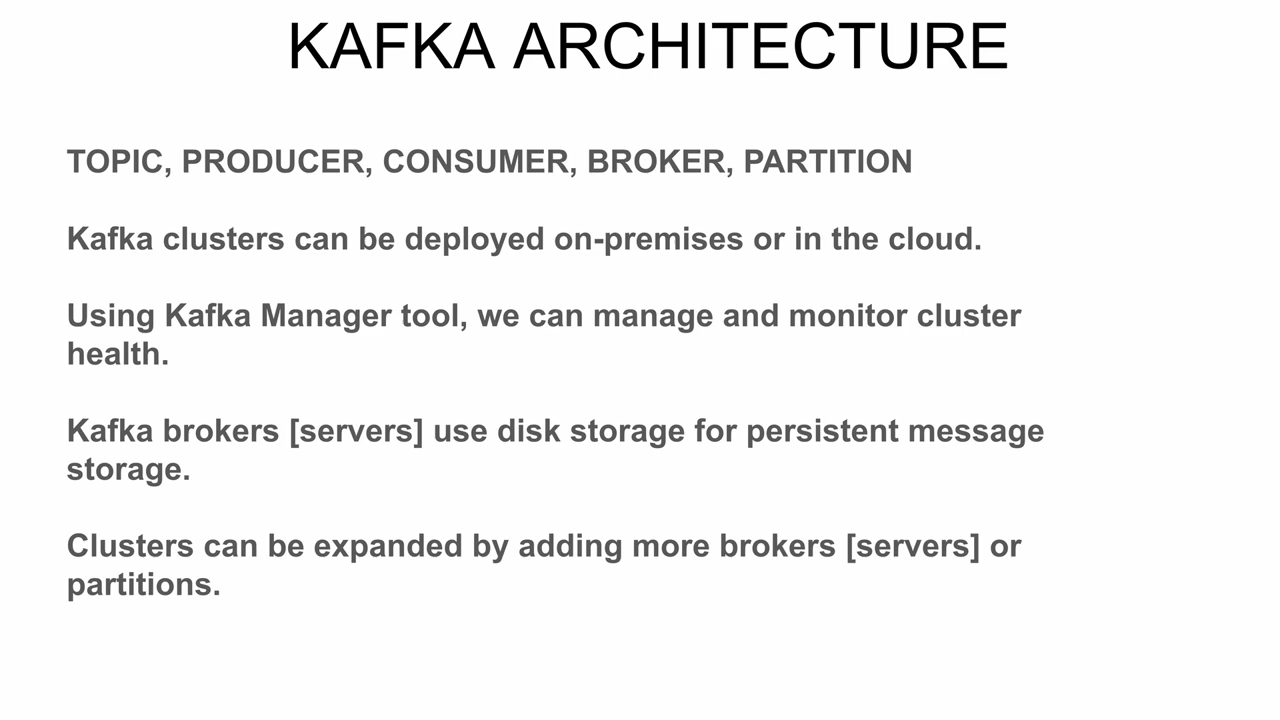 KAFKA ARCHITECTURE
TOPIC, PRODUCER, CONSUMER, BROKER, PARTITION
Kafka clusters can be deployed on-premises or in the cloud.
Using Kafka Manager tool, we can manage and monitor cluster
health.
Kafka brokers [servers] use disk storage for persistent message
storage.
Clusters can be expanded by adding more brokers [servers] or
partitions.